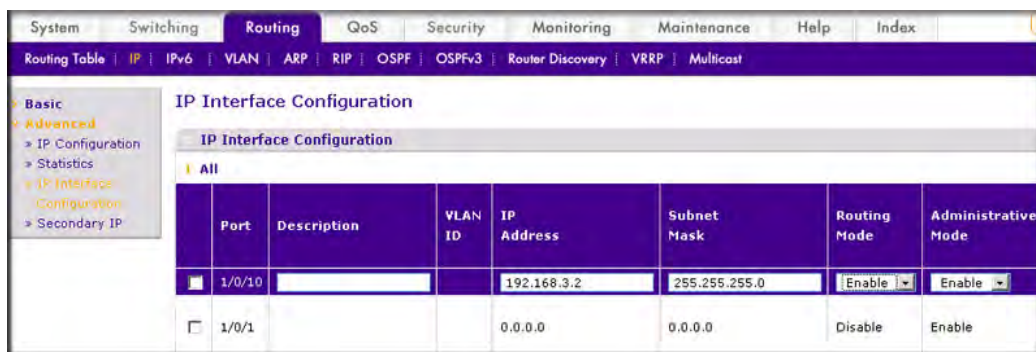 System Switching Routing QoS Security Monitoring Maintenance Help Index
Routing Table IP IPv6 VLAN ARP RIP OSPF OSPFv3 Router Discovery VRRP Multicast
Basic
Advanced
» IP Configuration
» Statistics
» IP Interface
Configuration
» Secondary IP
IP Interface Configuration
IP Interface Configuration
All
Port Description VLAN ID IP Address Subnet Mask Routing Mode Administrative Mode
1/0/10 192.168.3.2 255.255.255.0 Enable Enable
1/0/1 0.0.0.0 0.0.0.0 Disable Enable